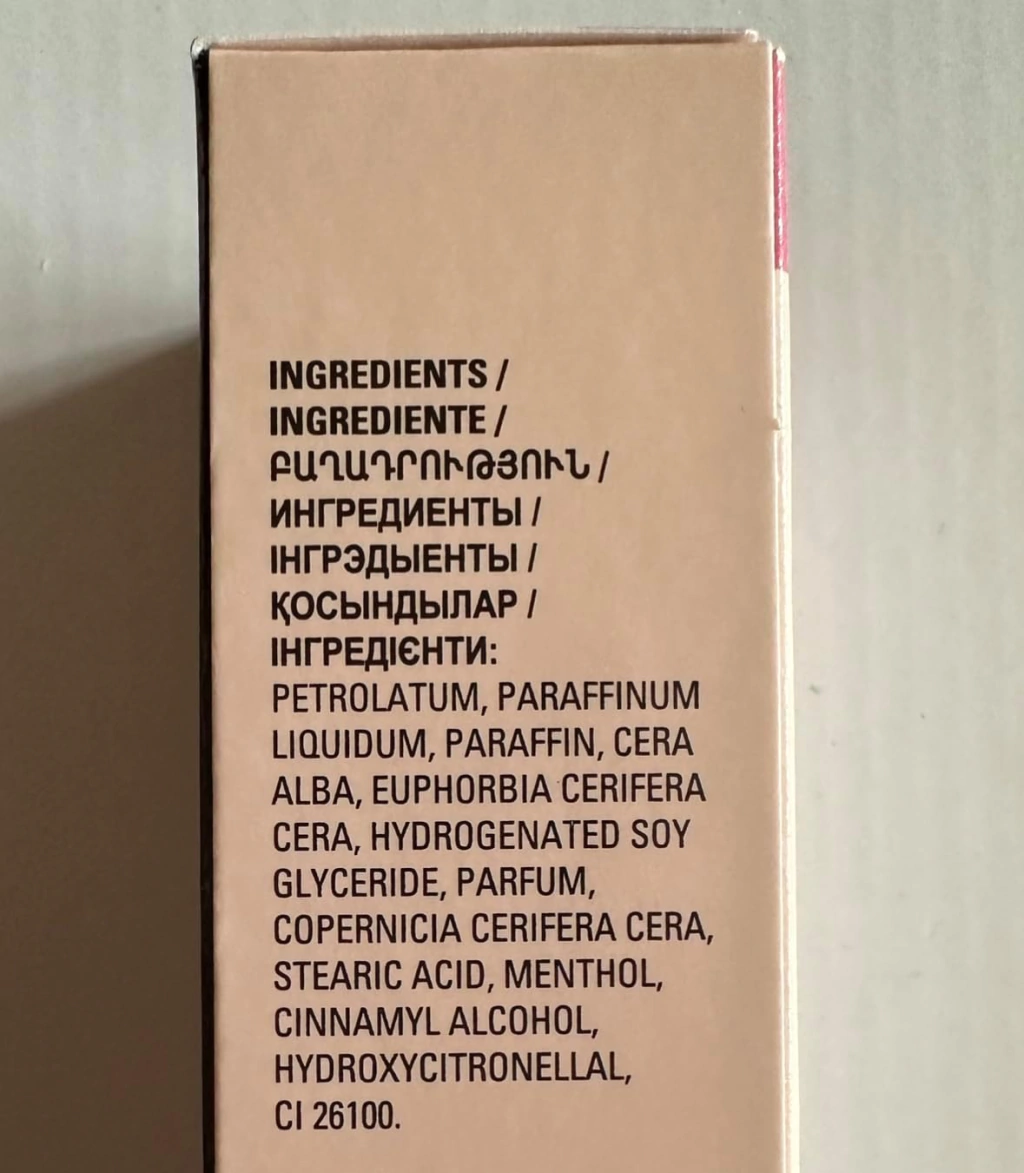 INGREDIENTS /
INGREDIENTE /
ԲԱՂԱԴՐՈՒԹՅՈՒՆ /
ИНГРЕДИЕНТЫ /
ІНГРЭДЫЕНТЫ /
ҚОСЫНДЫЛАР /
ІНГРЕДІЄНТИ:
PETROLATUM, PARAFFINUM
LIQUIDUM, PARAFFIN, CERA
ALBA, EUPHORBIA CERIFERA
CERA, HYDROGENATED SOY
GLYCERIDE, PARFUM,
COPERNICIA CERIFERA CERA,
STEARIC ACID, MENTHOL,
CINNAMYL ALCOHOL,
HYDROXYCITRONELLAL,
CI 26100.